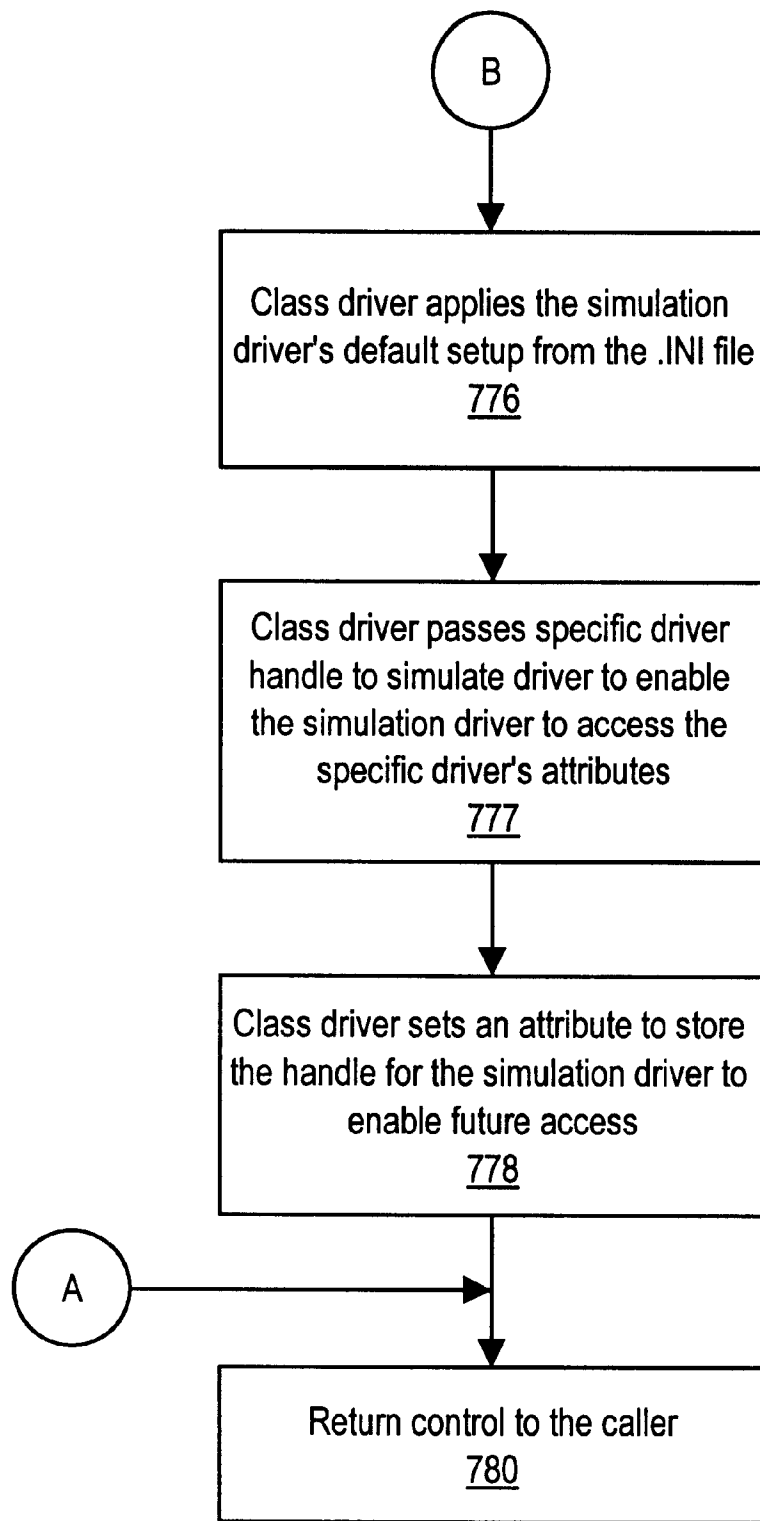 B
Class driver applies the simulation
driver's default setup from the .INI file
776
Class driver passes specific driver
handle to simulate driver to enable
the simulation driver to access the
specific driver's attributes
777
Class driver sets an attribute to store
the handle for the simulation driver to
enable future access
778
A
Return control to the caller
780